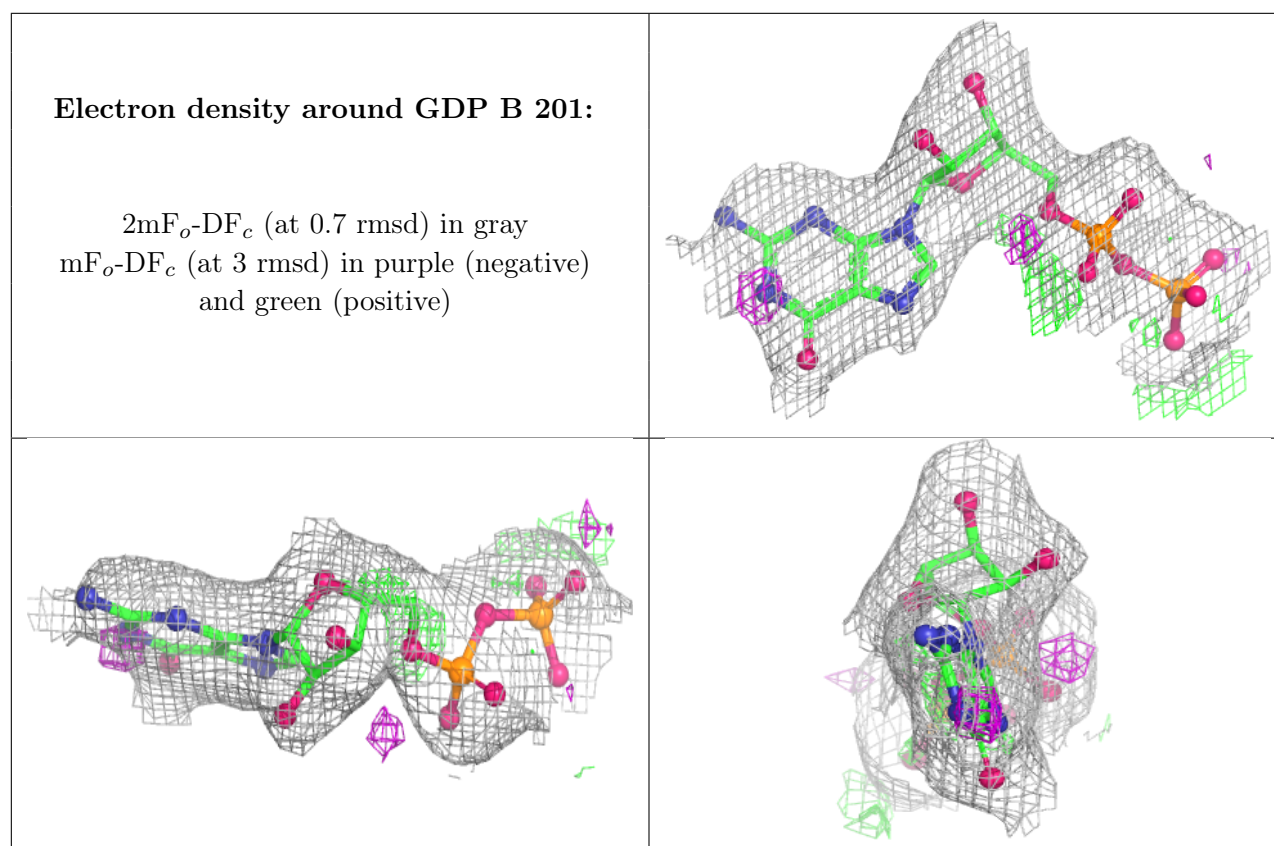 Electron density around GDP B 201:
2mFₒ-DF𝒸 (at 0.7 rmsd) in gray
mFₒ-DF𝒸 (at 3 rmsd) in purple (negative)
and green (positive)